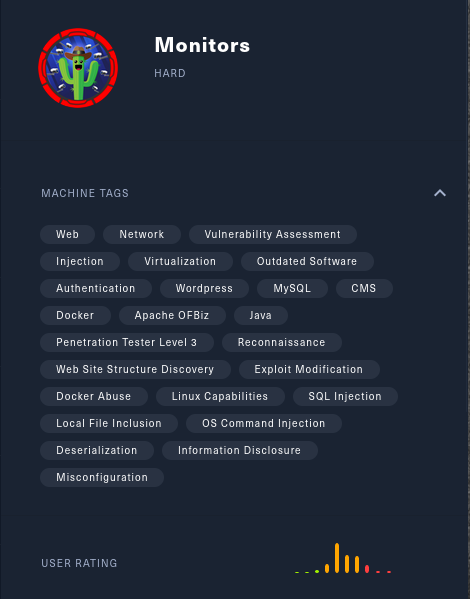 Monitors
HARD
MACHINE TAGS
Web Network Vulnerability Assessment
Injection Virtualization Outdated Software
Authentication Wordpress MySQL CMS
Docker Apache OFBiz Java
Penetration Tester Level 3 Reconnaissance
Web Site Structure Discovery Exploit Modification
Docker Abuse Linux Capabilities SQL Injection
Local File Inclusion OS Command Injection
Deserialization Information Disclosure
Misconfiguration
USER RATING